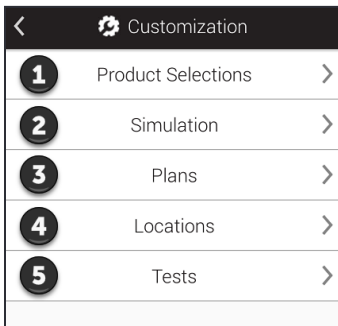 Customization
1 Product Selections
2 Simulation
3 Plans
4 Locations
5 Tests